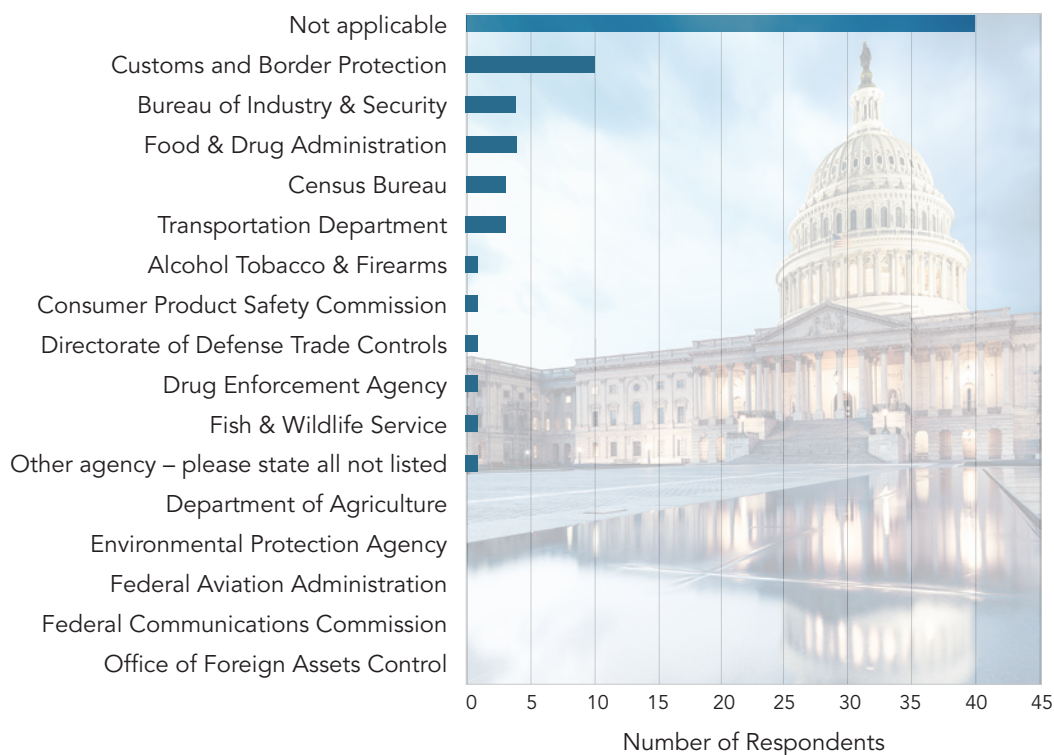 Not applicable
Customs and Border Protection
Bureau of Industry & Security
Food & Drug Administration
Census Bureau
Transportation Department
Alcohol Tobacco & Firearms
Consumer Product Safety Commission
Directorate of Defense Trade Controls
Drug Enforcement Agency
Fish & Wildlife Service
Other agency – please state all not listed
Department of Agriculture
Environmental Protection Agency
Federal Aviation Administration
Federal Communications Commission
Office of Foreign Assets Control
0 5 10 15 20 25 30 35 40 45
Number of Respondents